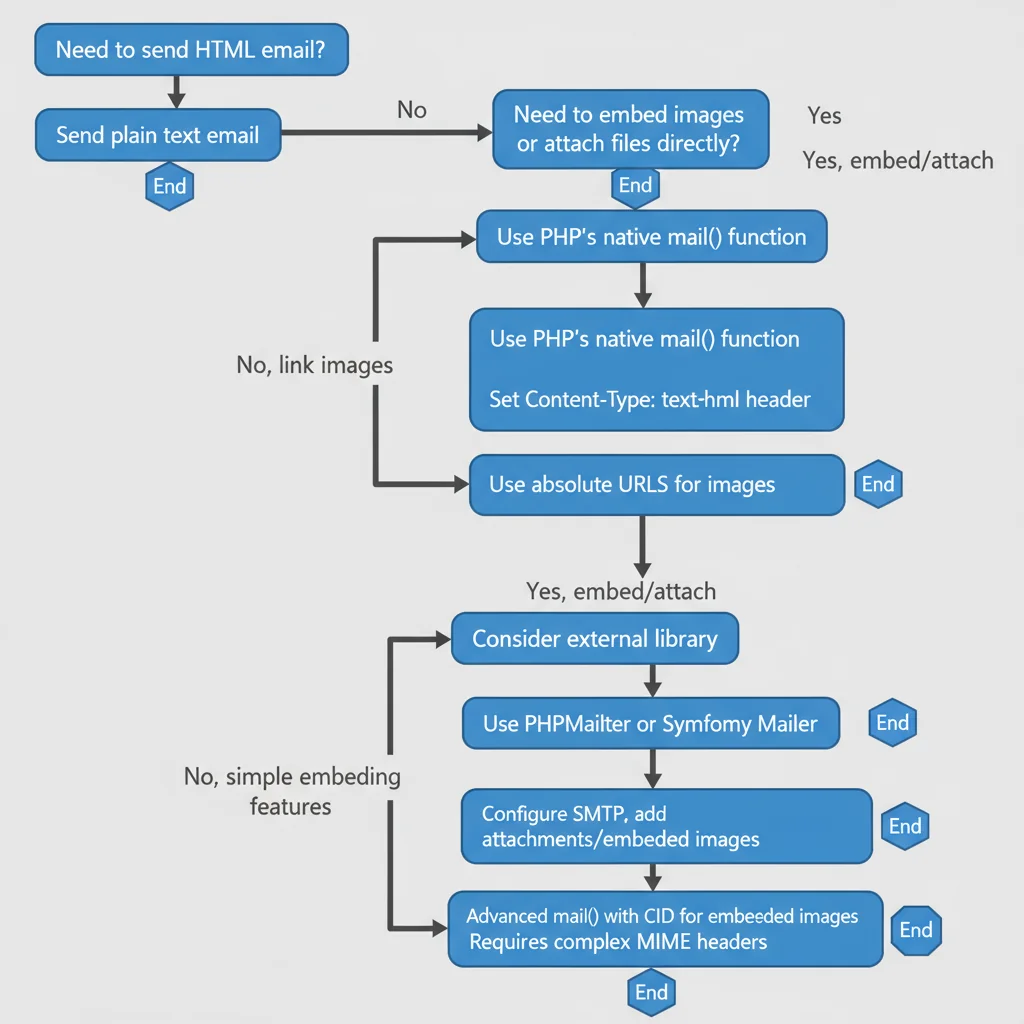 Need to send HTML email?
Send plain text email
End
No
Need to embed images
or attach files directly?
End
Yes
Yes, embed/attach
Use PHP's native mail() function
No, link images
Use PHP's native mail() function
Set Content-Type: text-hml header
Use absolute URLS for images
End
Yes, embed/attach
Consider external library
Use PHPMailter or Symfomy Mailer
End
No, simple embeding
features
Configure SMTP, add
attachments/embeded images
End
Advanced mail() with CID for embeeded images
Requires complex MIME headers
End
End